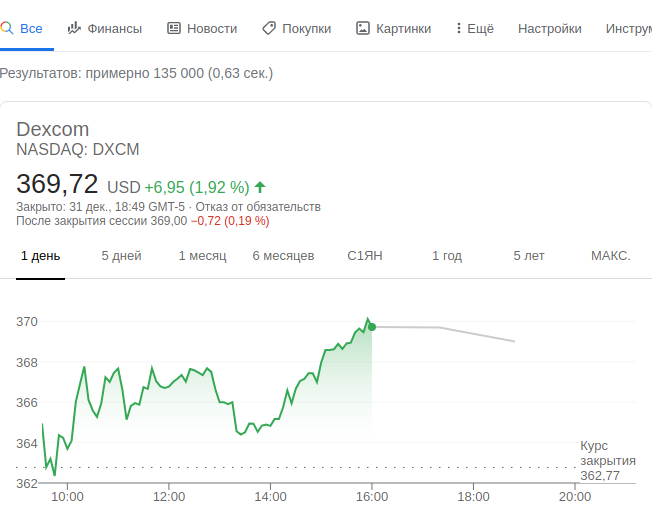 Все Финансы Новости Покупки Картинки Ещё Настройки Инструм
Результатов: примерно 135 000 (0,63 сек.)
Dexcom
NASDAQ: DXCM
369,72 USD +6,95 (1,92 %)
Закрыто: 31 дек., 18:49 GMT-5 · Отказ от обязательств
После закрытия сессии 369,00 −0,72 (0,19 %)
1 день 5 дней 1 месяц 6 месяцев С1ЯН 1 год 5 лет МАКС.
370
368
366
364
362
Курс
закрытия
362,77
10:00 12:00 14:00 16:00 18:00 20:00